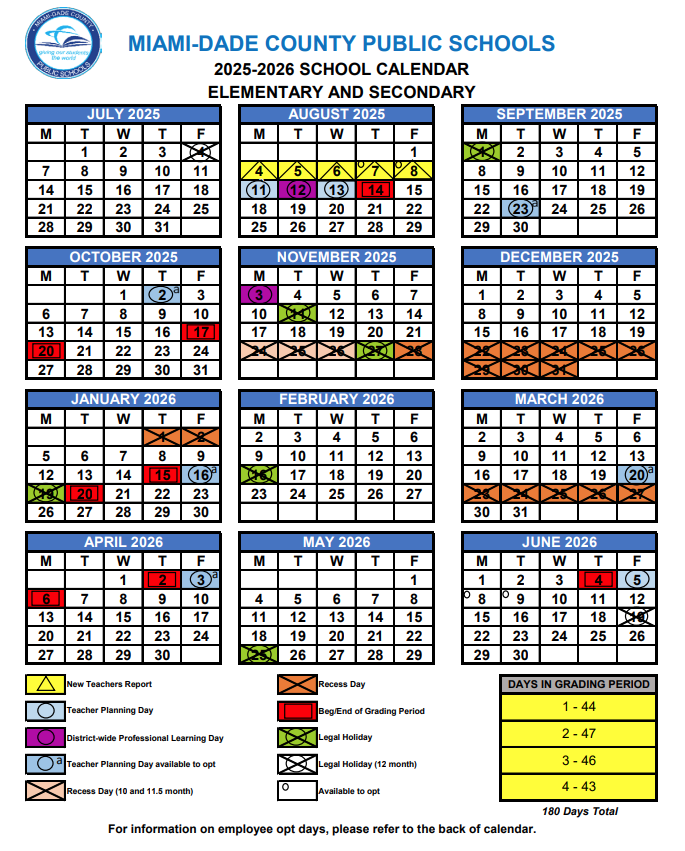 MIAMI-DADE COUNTY
giving our students
the world
PUBLIC SCHOOLS
MIAMI-DADE COUNTY PUBLIC SCHOOLS
2025-2026 SCHOOL CALENDAR
ELEMENTARY AND SECONDARY
JULY 2025
M T W T F
1 2 3 4
7 8 9 10 11
14 15 16 17 18
21 22 23 24 25
28 29 30 31
AUGUST 2025
M T W T F
1
4 5 6 o 7 o 8
11 12 13 14 15
18 19 20 21 22
25 26 27 28 29
SEPTEMBER 2025
M T W T F
1 2 3 4 5
8 9 10 11 12
15 16 17 18 19
22 23 a 24 25 26
29 30
OCTOBER 2025
M T W T F
1 2 a 3
6 7 8 9 10
13 14 15 16 17
20 21 22 23 24
27 28 29 30 31
NOVEMBER 2025
M T W T F
3 4 5 6 7
10 11 12 13 14
17 18 19 20 21
24 25 26 27 28
DECEMBER 2025
M T W T F
1 2 3 4 5
8 9 10 11 12
15 16 17 18 19
22 23 24 25 26
29 30 31
JANUARY 2026
M T W T F
1 2
5 6 7 8 9
12 13 14 15 16 a
19 20 21 22 23
26 27 28 29 30
FEBRUARY 2026
M T W T F
2 3 4 5 6
9 10 11 12 13
16 17 18 19 20
23 24 25 26 27
MARCH 2026
M T W T F
2 3 4 5 6
9 10 11 12 13
16 17 18 19 20 a
23 24 25 26 27
30 31
APRIL 2026
M T W T F
1 2 3 a
6 7 8 9 10
13 14 15 16 17
20 21 22 23 24
27 28 29 30
MAY 2026
M T W T F
1
4 5 6 7 8
11 12 13 14 15
18 19 20 21 22
25 26 27 28 29
JUNE 2026
M T W T F
1 2 3 4 5
o 8 o 9 10 11 12
15 16 17 18 19
22 23 24 25 26
29 30
New Teachers Report
Teacher Planning Day
District-wide Professional Learning Day
a Teacher Planning Day available to opt
Recess Day (10 and 11.5 month)
Recess Day
Beg/End of Grading Period
Legal Holiday
Legal Holiday (12 month)
o Available to opt
DAYS IN GRADING PERIOD
1 - 44
2 - 47
3 - 46
4 - 43
180 Days Total
For information on employee opt days, please refer to the back of calendar.